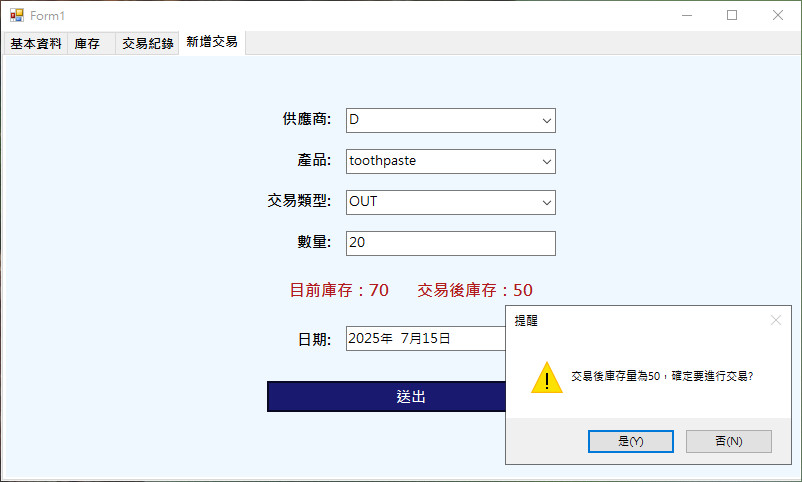 Form1
基本資料 庫存 交易紀錄 新增交易
供應商: D
產品: toothpaste
交易類型: OUT
數量: 20
目前庫存：70 交易後庫存：50
日期: 2025年 7月15日
送出
提醒
交易後庫存量為50，確定要進行交易?
是(Y) 否(N)